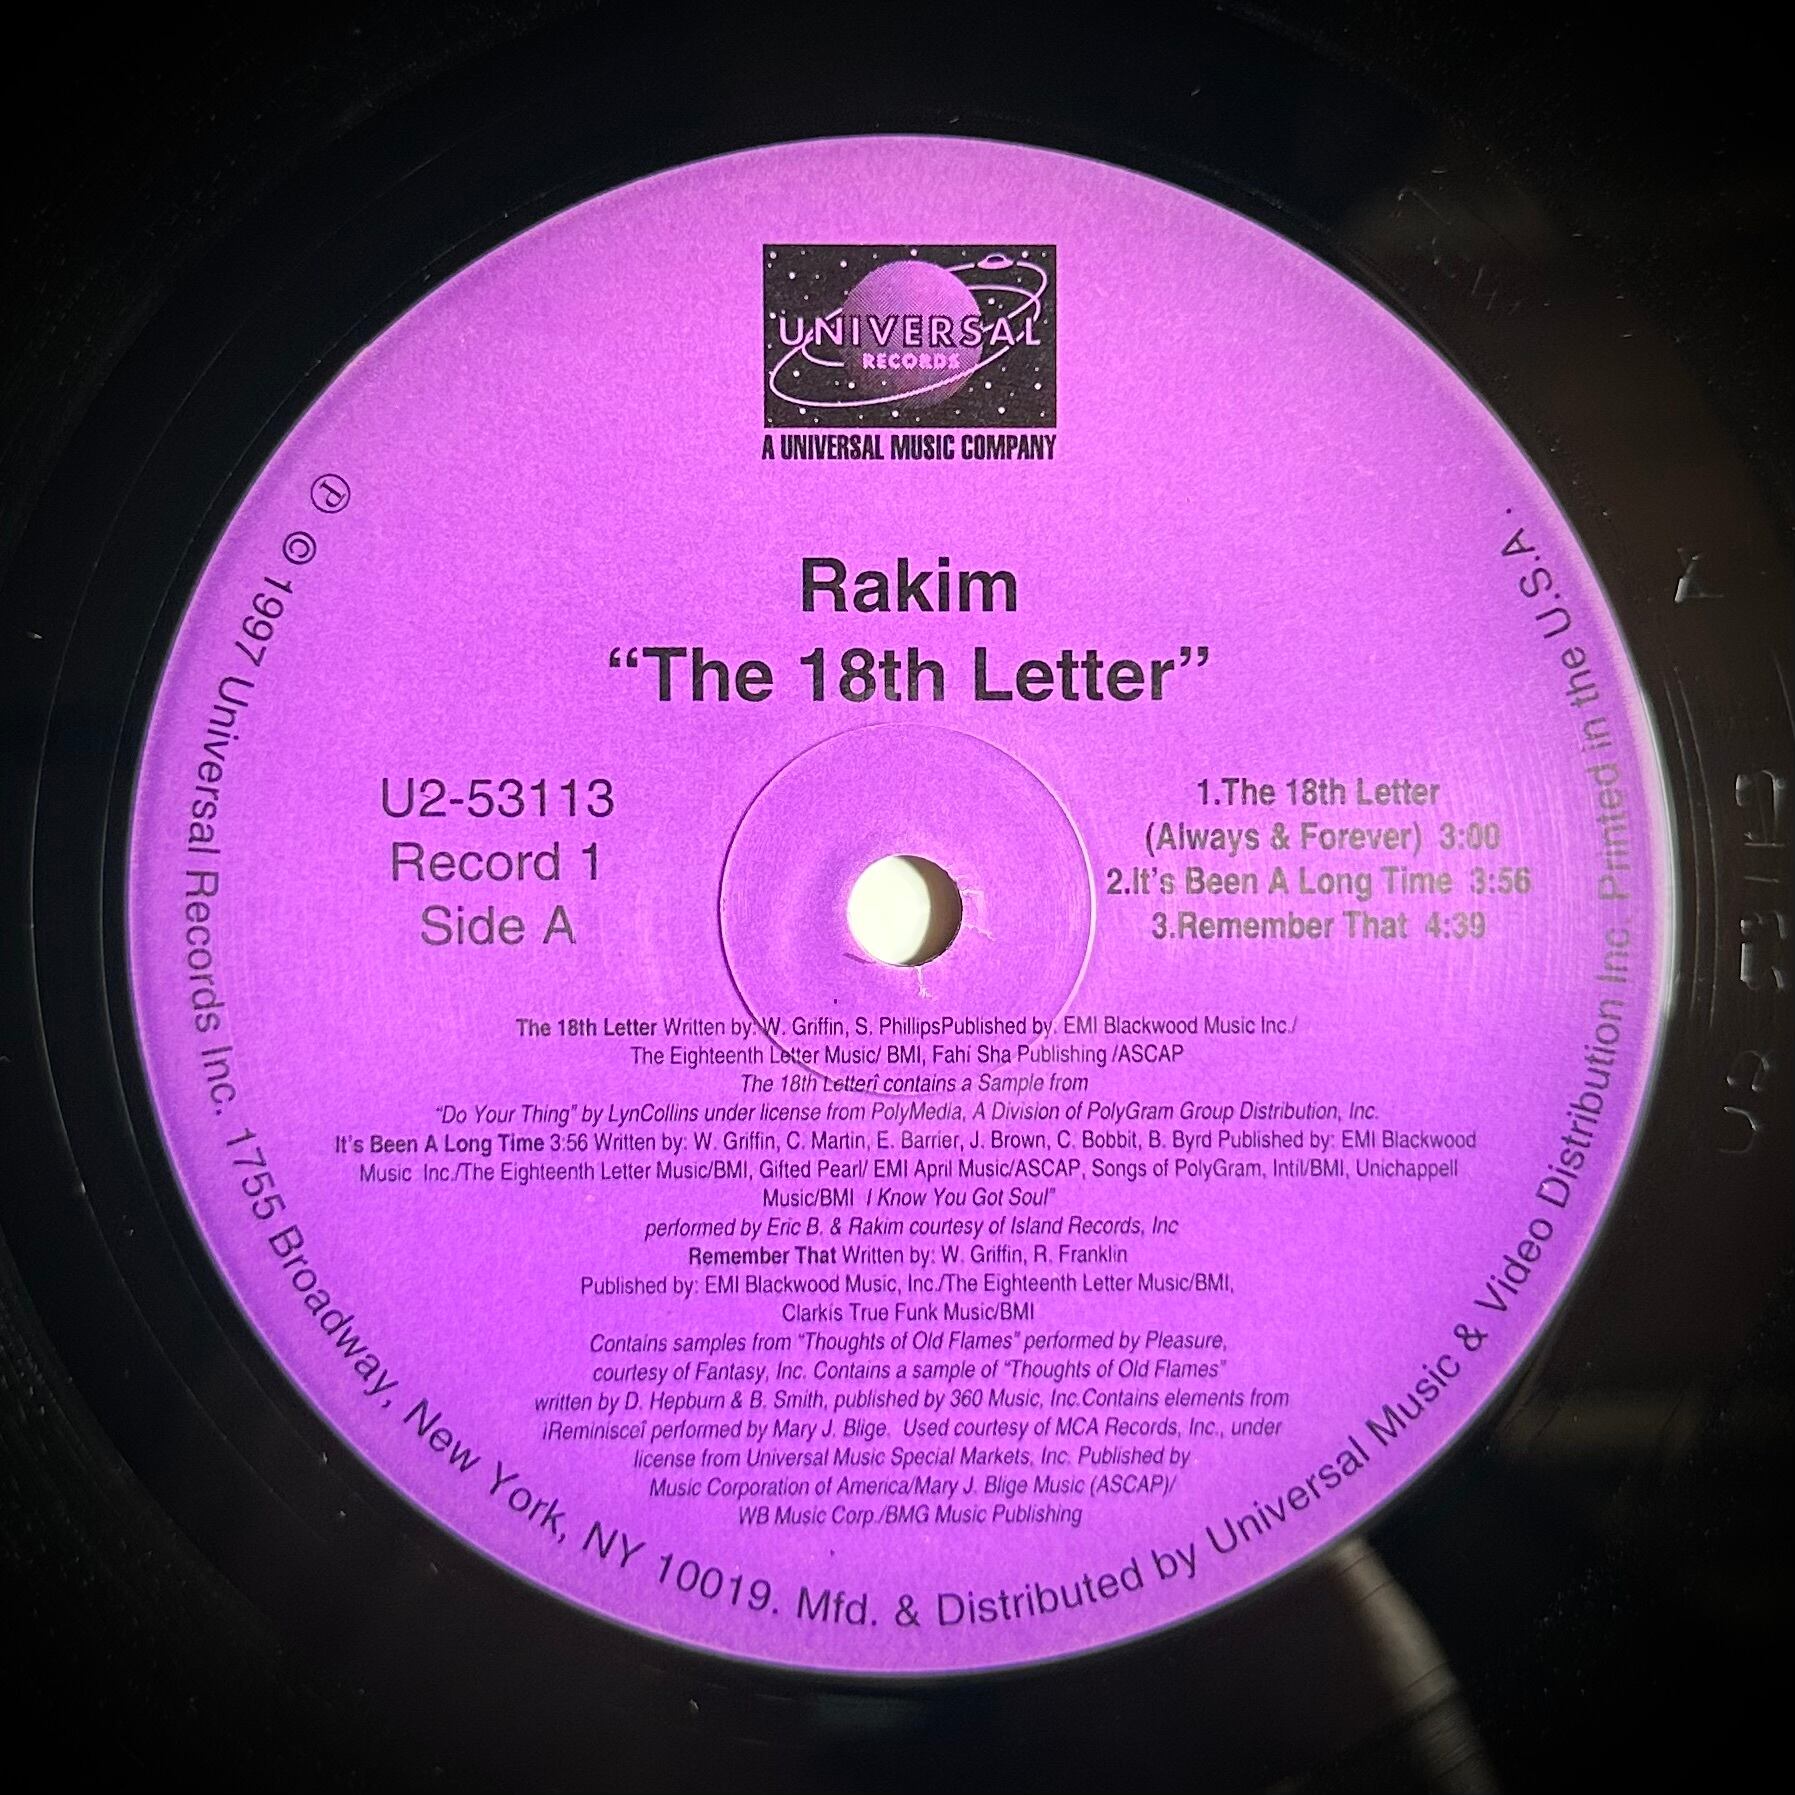 UNIVERSAL
RECORDS
A UNIVERSAL MUSIC COMPANY
Rakim
“The 18th Letter”
U2-53113
Record 1
Side A
1.The 18th Letter
(Always & Forever) 3:00
2.It's Been A Long Time 3:56
3.Remember That 4:39
The 18th Letter Written by: W. Griffin, S. PhillipsPublished by: EMI Blackwood Music Inc./
The Eighteenth Letter Music/ BMI, Fahi Sha Publishing /ASCAP
The 18th Letterî contains a Sample from
“Do Your Thing” by LynCollins under license from PolyMedia, A Division of PolyGram Group Distribution, Inc.
It's Been A Long Time 3:56 Written by: W. Griffin, C. Martin, E. Barrier, J. Brown, C. Bobbit, B. Byrd Published by: EMI Blackwood
Music Inc./The Eighteenth Letter Music/BMI, Gifted Pearl/ EMI April Music/ASCAP, Songs of PolyGram, Intil/BMI, Unichappell
Music/BMI I Know You Got Soul”
performed by Eric B. & Rakim courtesy of Island Records, Inc
Remember That Written by: W. Griffin, R. Franklin
Published by: EMI Blackwood Music, Inc./The Eighteenth Letter Music/BMI,
Clarkís True Funk Music/BMI
Contains samples from “Thoughts of Old Flames” performed by Pleasure,
courtesy of Fantasy, Inc. Contains a sample of “Thoughts of Old Flames”
written by D. Hepburn & B. Smith, published by 360 Music, Inc.Contains elements from
ìReminisceî performed by Mary J. Blige. Used courtesy of MCA Records, Inc., under
license from Universal Music Special Markets, Inc. Published by
Music Corporation of America/Mary J. Blige Music (ASCAP)/
WB Music Corp./BMG Music Publishing
℗ © 1997 Universal Records Inc. 1755 Broadway, New York, NY 10019. Mfd. & Distributed by Universal Music & Video Distribution Inc. Printed in the U.S.A.